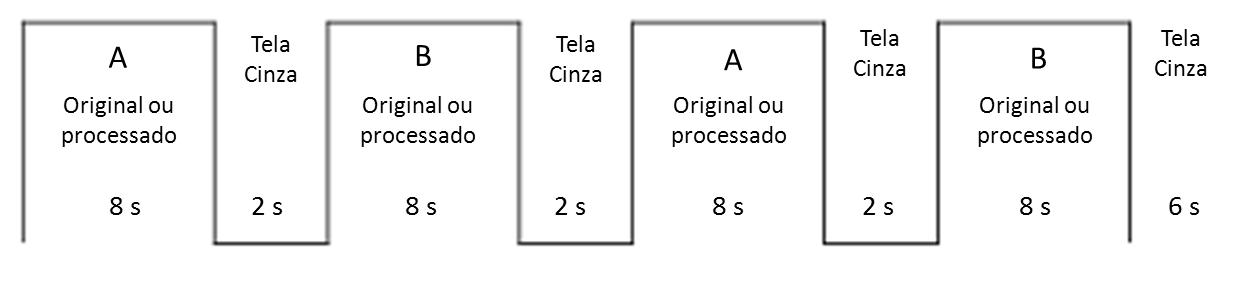 A
Original ou
processado
8 s
Tela
Cinza
2 s
B
Original ou
processado
8 s
Tela
Cinza
2 s
A
Original ou
processado
8 s
Tela
Cinza
2 s
B
Original ou
processado
8 s
Tela
Cinza
6 s